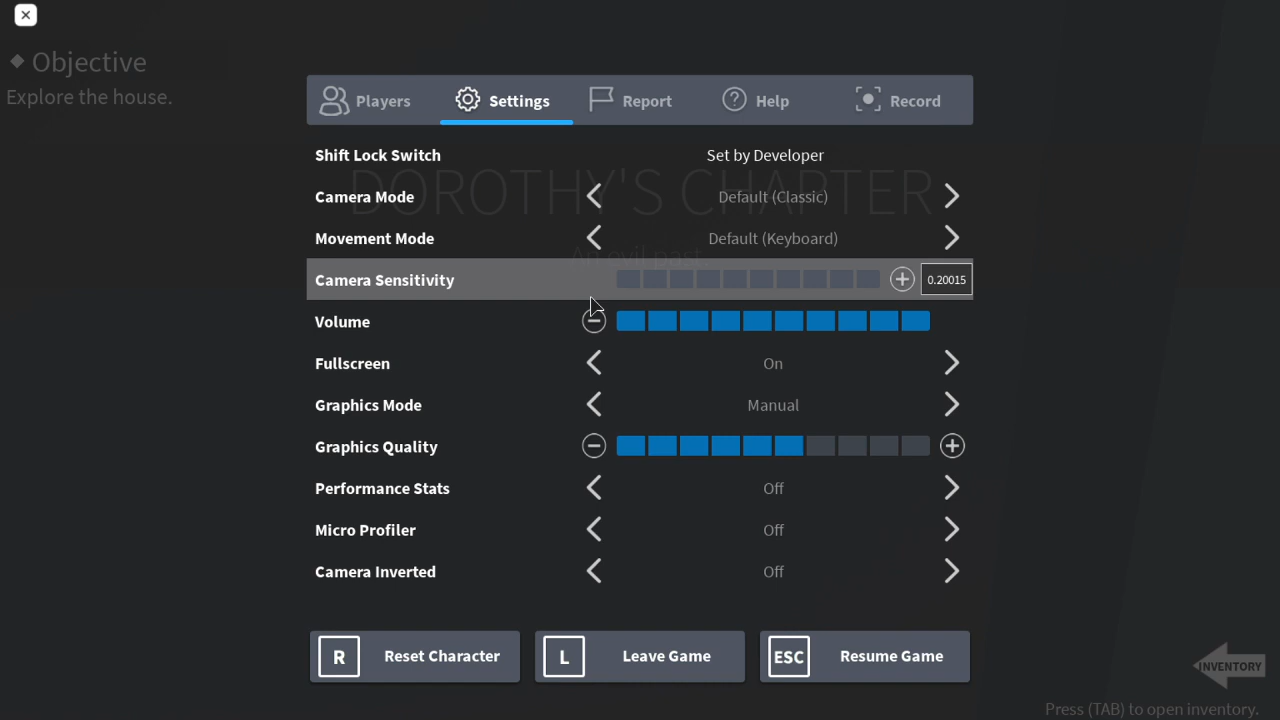 Objective
Explore the house.
Players Settings Report Help Record
DOROTHY'S CHAPTER
An evil past
Shift Lock Switch Set by Developer
Camera Mode Default (Classic)
Movement Mode Default (Keyboard)
Camera Sensitivity 0.20015
Volume
Fullscreen On
Graphics Mode Manual
Graphics Quality
Performance Stats Off
Micro Profiler Off
Camera Inverted Off
R Reset Character L Leave Game ESC Resume Game
INVENTORY
Press (TAB) to open inventory.